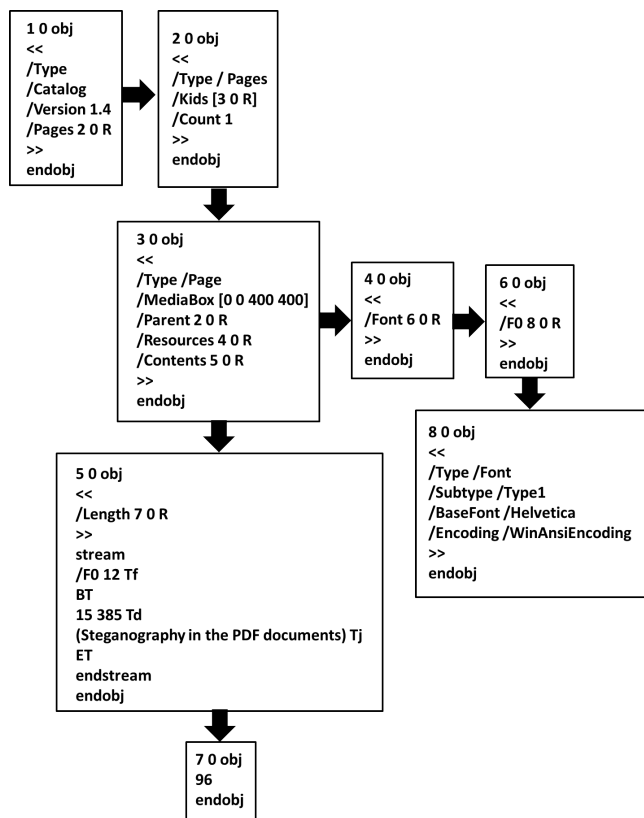 1 0 obj
<<
/Type
/Catalog
/Version 1.4
/Pages 2 0 R
>>
endobj
2 0 obj
<<
/Type / Pages
/Kids [3 0 R]
/Count 1
>>
endobj
3 0 obj
<<
/Type /Page
/MediaBox [0 0 400 400]
/Parent 2 0 R
/Resources 4 0 R
/Contents 5 0 R
>>
endobj
4 0 obj
<<
/Font 6 0 R
>>
endobj
6 0 obj
<<
/F0 8 0 R
>>
endobj
8 0 obj
<<
/Type /Font
/Subtype /Type1
/BaseFont /Helvetica
/Encoding /WinAnsiEncoding
>>
endobj
5 0 obj
<<
/Length 7 0 R
>>
stream
/F0 12 Tf
BT
15 385 Td
(Steganography in the PDF documents) Tj
ET
endstream
endobj
7 0 obj
96
endobj